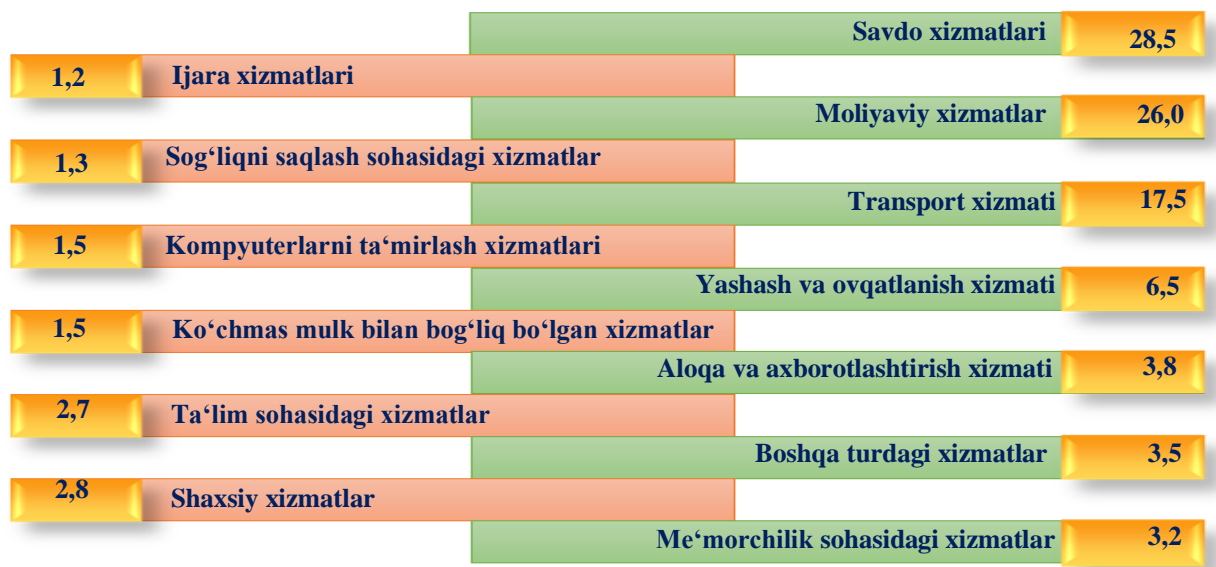 Savdo xizmatlari 28,5
1,2 Ijara xizmatlari
Moliyaviy xizmatlar 26,0
1,3 Sog‘liqni saqlash sohasidagi xizmatlar
Transport xizmati 17,5
1,5 Kompyuterlarni ta‘mirlash xizmatlari
Yashash va ovqatlanish xizmati 6,5
1,5 Ko‘chmas mulk bilan bog‘liq bo‘lgan xizmatlar
Aloqa va axborotlashtirish xizmati 3,8
2,7 Ta‘lim sohasidagi xizmatlar
Boshqa turdagi xizmatlar 3,5
2,8 Shaxsiy xizmatlar
Me‘morchilik sohasidagi xizmatlar 3,2